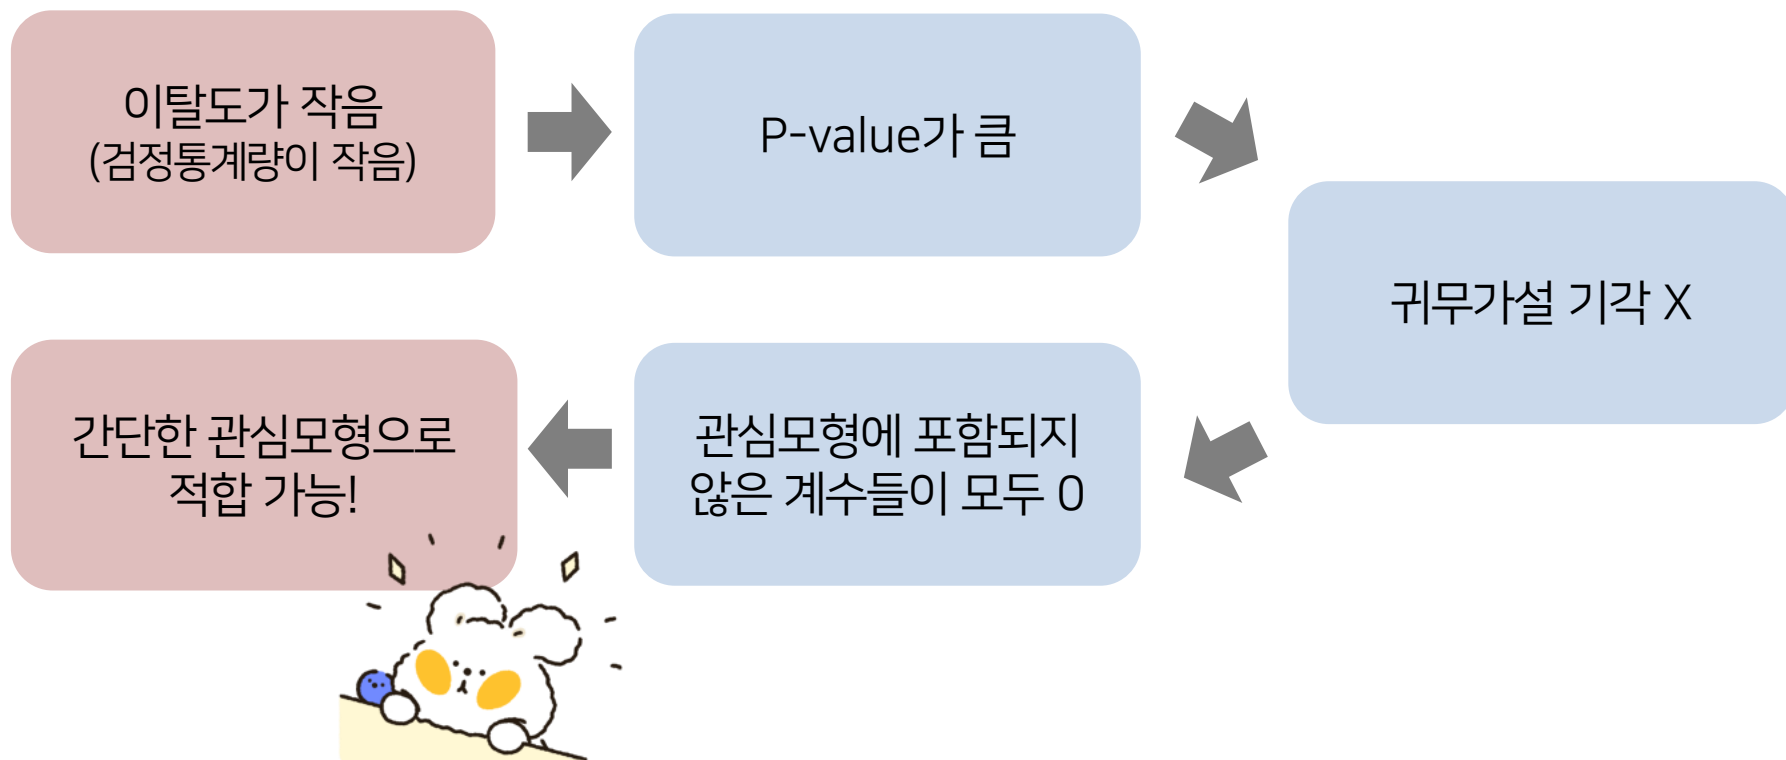 이탈도가 작음
(검정통계량이 작음)
P-value가 큼
귀무가설 기각 X
관심모형에 포함되지
않은 계수들이 모두 0
간단한 관심모형으로
적합 가능!